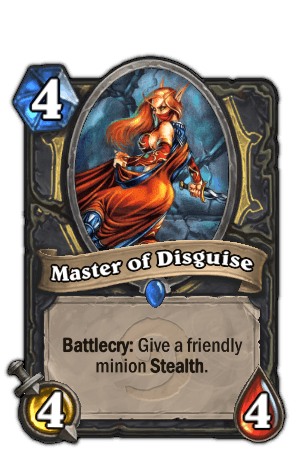 4
Master of Disguise
Battlecry: Give a friendly
minion Stealth.
4
4